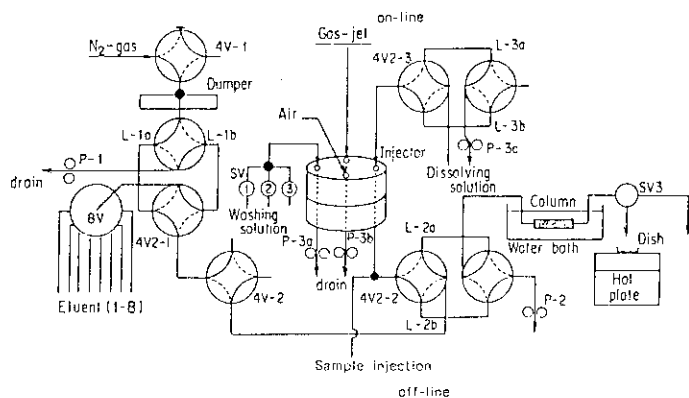 on-line
Gas-jet
N₂-gas
4V-1
Dumper
4V2-3
L-3a
L-3b
P-3c
Dissolving
solution
Air
Injector
L-1a
L-1b
P-1
drain
SV
1
2
3
Washing
solution
8V
4V2-1
Eluent (1-8)
4V-2
P-3a
P-3b
drain
4V2-2
L-2a
L-2b
Sample injection
off-line
Column
Water bath
SV3
Dish
Hot
plate
P-2